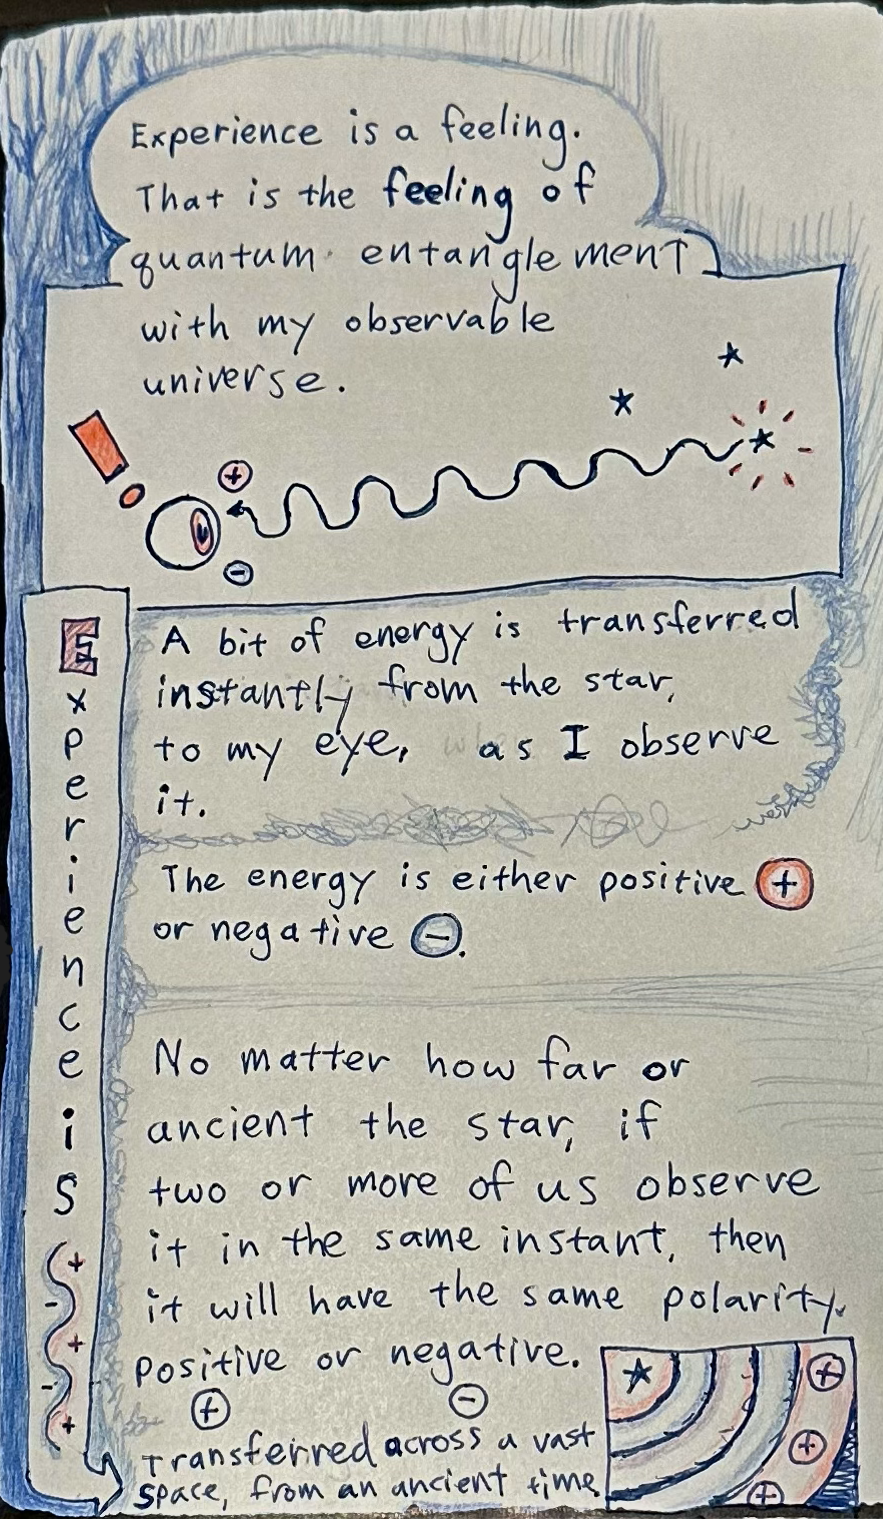 Experience is a feeling.
That is the feeling of
quantum entanglement
with my observable
universe.
+
-
Experience is
+
-
+
-
+
A bit of energy is transferred
instantly from the star,
to my eye, as I observe
it.
The energy is either positive +
or negative -.
No matter how far or
ancient the star, if
two or more of us observe
it in the same instant, then
it will have the same polarity.
positive or negative.
+ -
Transferred across a vast
space, from an ancient time.
+
+
+